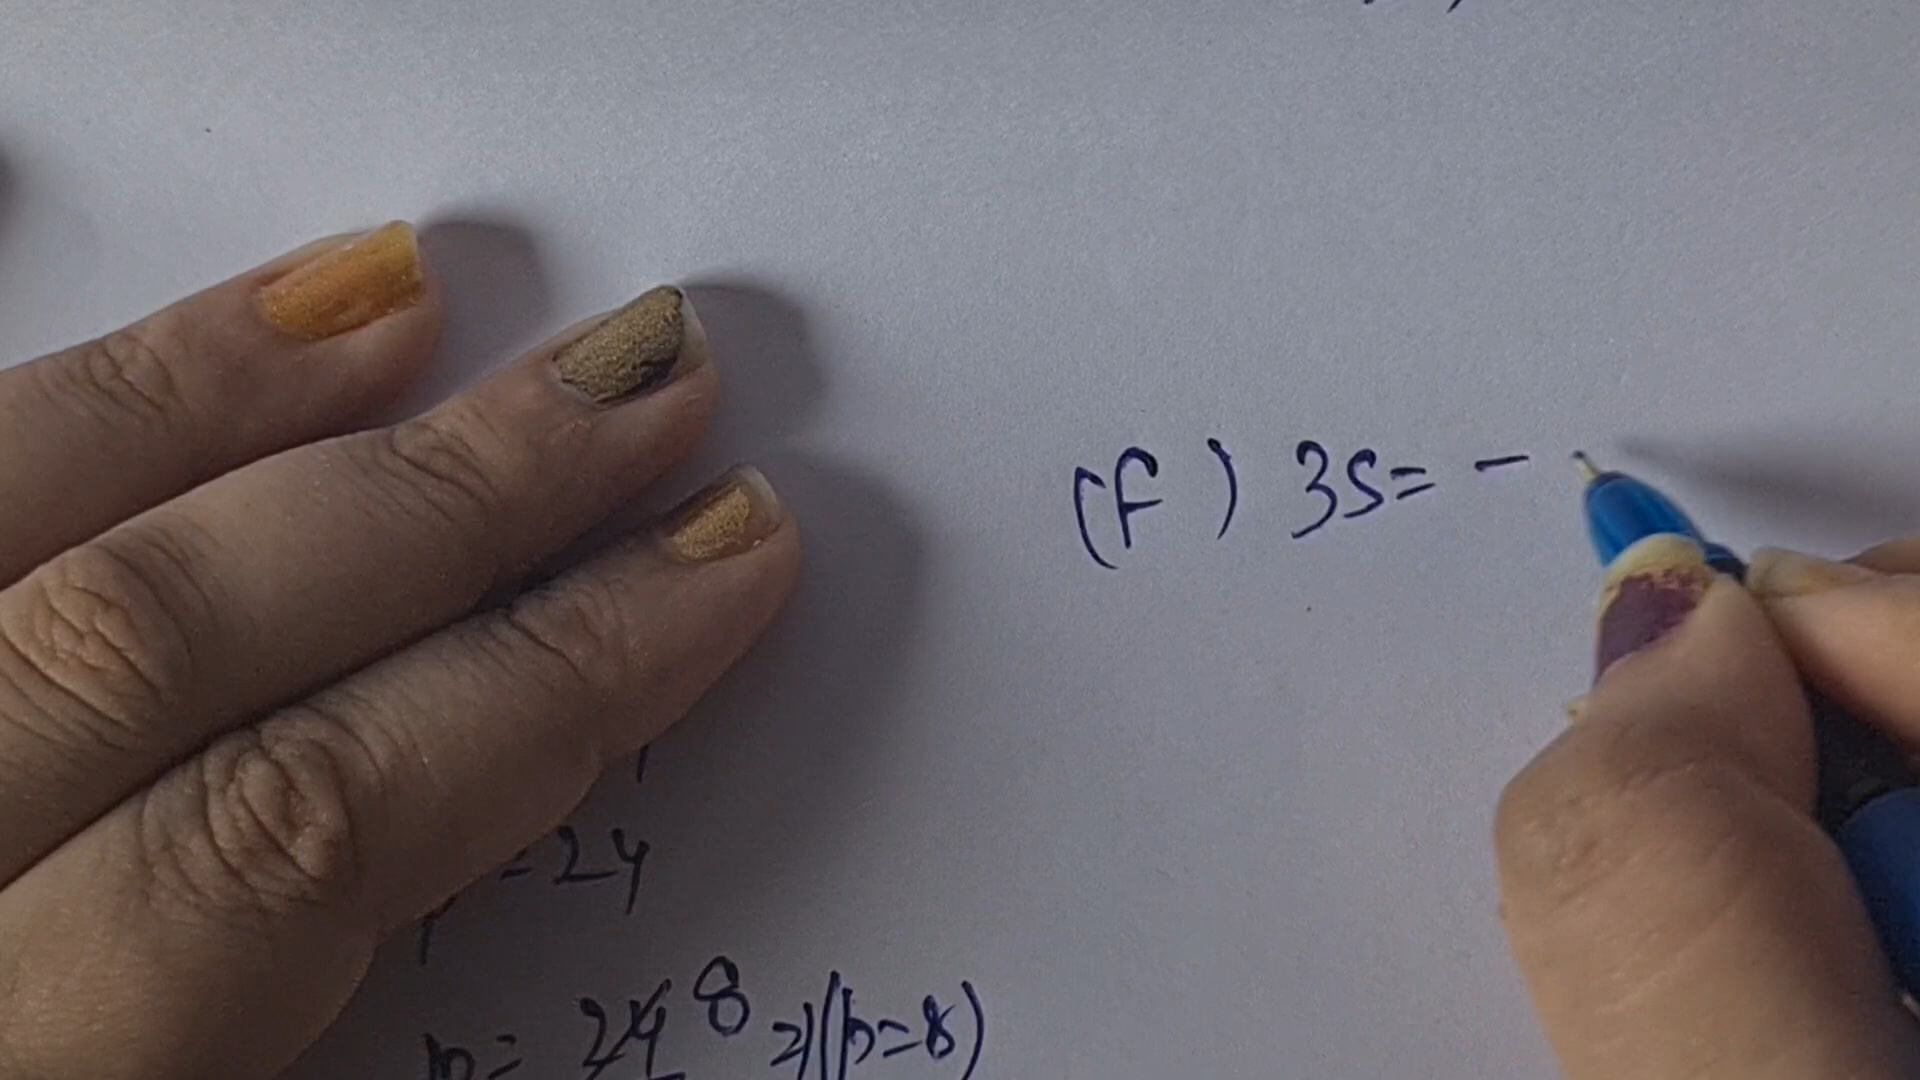 (f) 3s = -
= 24
p = 24 8 => (p = 8)